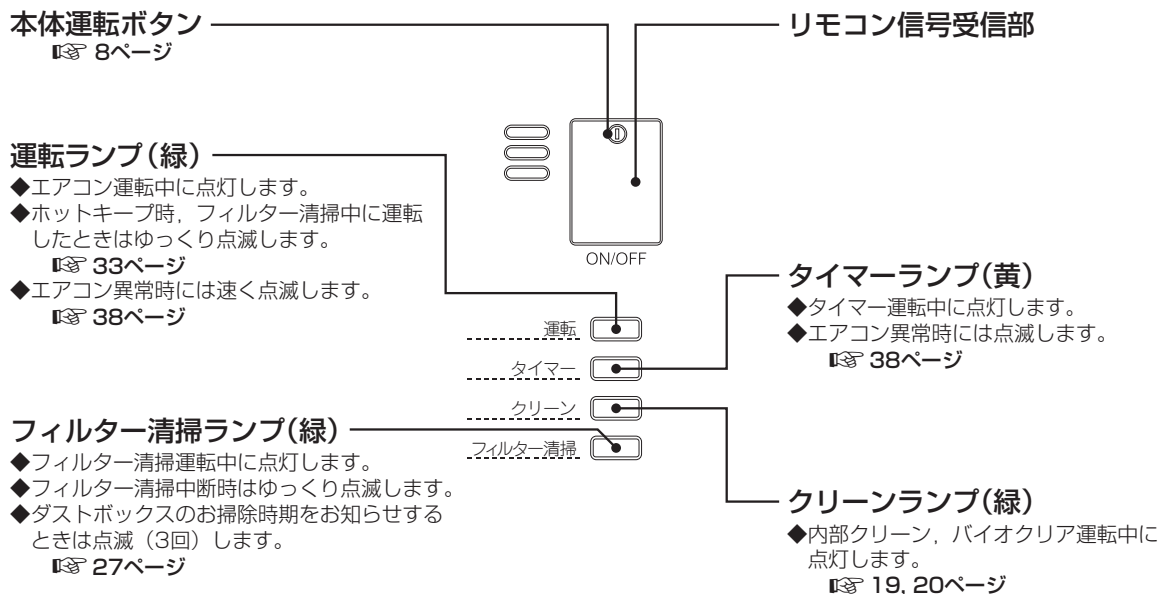 本体運転ボタン
☞ 8ページ
リモコン信号受信部
運転ランプ（緑）
◆エアコン運転中に点灯します。
◆ホットキープ時，フィルター清掃中に運転
したときはゆっくり点滅します。
☞ 33ページ
◆エアコン異常時には速く点滅します。
☞ 38ページ
ON/OFF
運転
タイマー
クリーン
フィルター清掃
タイマーランプ（黄）
◆タイマー運転中に点灯します。
◆エアコン異常時には点滅します。
☞ 38ページ
フィルター清掃ランプ（緑）
◆フィルター清掃運転中に点灯します。
◆フィルター清掃中断時はゆっくり点滅します。
◆ダストボックスのお掃除時期をお知らせする
ときは点滅（3回）します。
☞ 27ページ
クリーンランプ（緑）
◆内部クリーン，バイオクリア運転中に
点灯します。
☞ 19, 20ページ